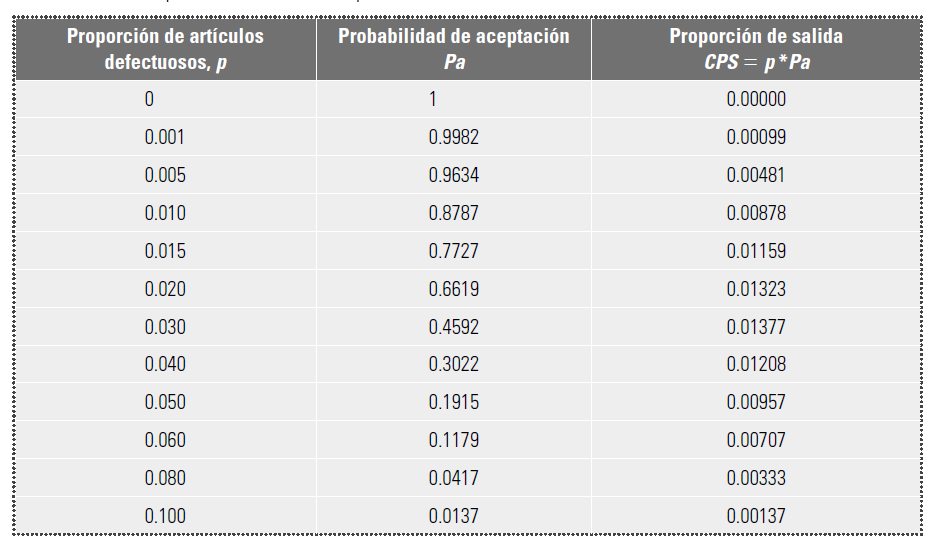 Proporción de artículos defectuosos, p | Probabilidad de aceptación Pa | Proporción de salida CPS = p*Pa
0 | 1 | 0.00000
0.001 | 0.9982 | 0.00099
0.005 | 0.9634 | 0.00481
0.010 | 0.8787 | 0.00878
0.015 | 0.7727 | 0.01159
0.020 | 0.6619 | 0.01323
0.030 | 0.4592 | 0.01377
0.040 | 0.3022 | 0.01208
0.050 | 0.1915 | 0.00957
0.060 | 0.1179 | 0.00707
0.080 | 0.0417 | 0.00333
0.100 | 0.0137 | 0.00137